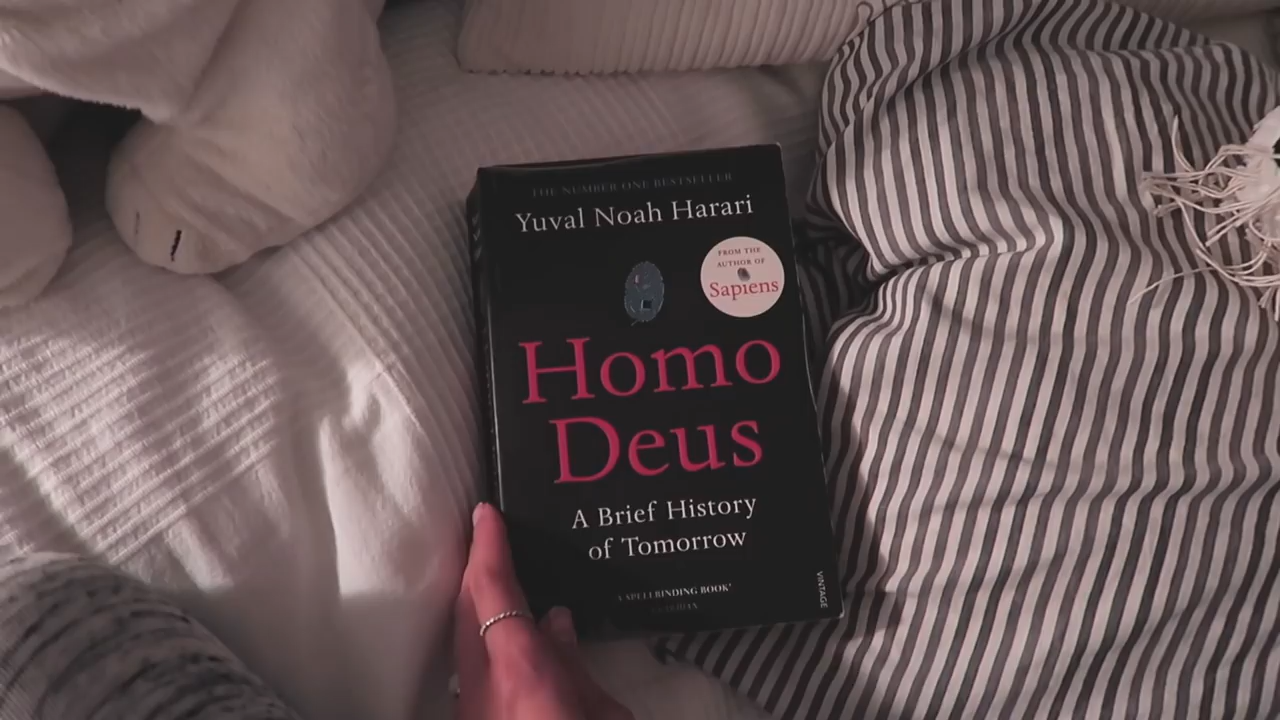 THE NUMBER ONE BESTSELLER
Yuval Noah Harari
FROM THE
AUTHOR OF
Sapiens
Homo
Deus
A Brief History
of Tomorrow
'A SPELLBINDING BOOK'
VINTAGE